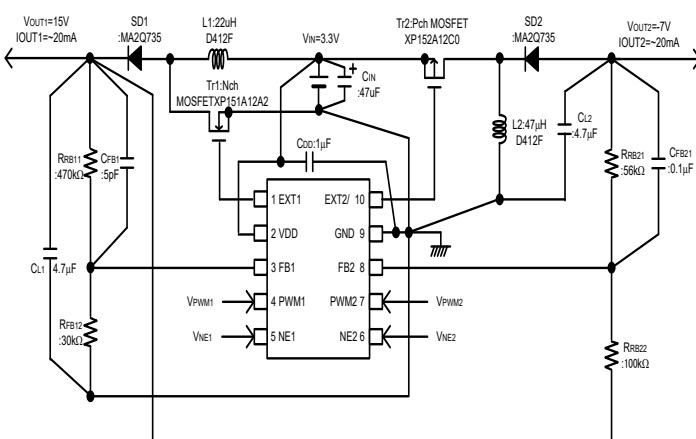 VOUT1=15V
IOUT1=~20mA
SD1
:MA2Q735
L1:22uH
D412F
VIN=3.3V
Tr2:Pch MOSFET
XP152A12C0
SD2
:MA2Q735
VOUT2=-7V
IOUT2=~20mA
Tr1:Nch
MOSFETXP151A12A2
+
CIN
:47uF
L2:47μH
D412F
CL2
:4.7μF
CDD:1μF
RRB11
:470kΩ
CFB1
:5pF
RRB21
:56kΩ
CFB21
:0.1μF
1 EXT1
EXT2/ 10
2 VDD
GND 9
3 FB1
FB2 8
CL1 4.7μF
VPWM1
4 PWM1
PWM2 7
VPWM2
RFB12
:30kΩ
VNE1
5 NE1
NE2 6
VNE2
RRB22
:100kΩ